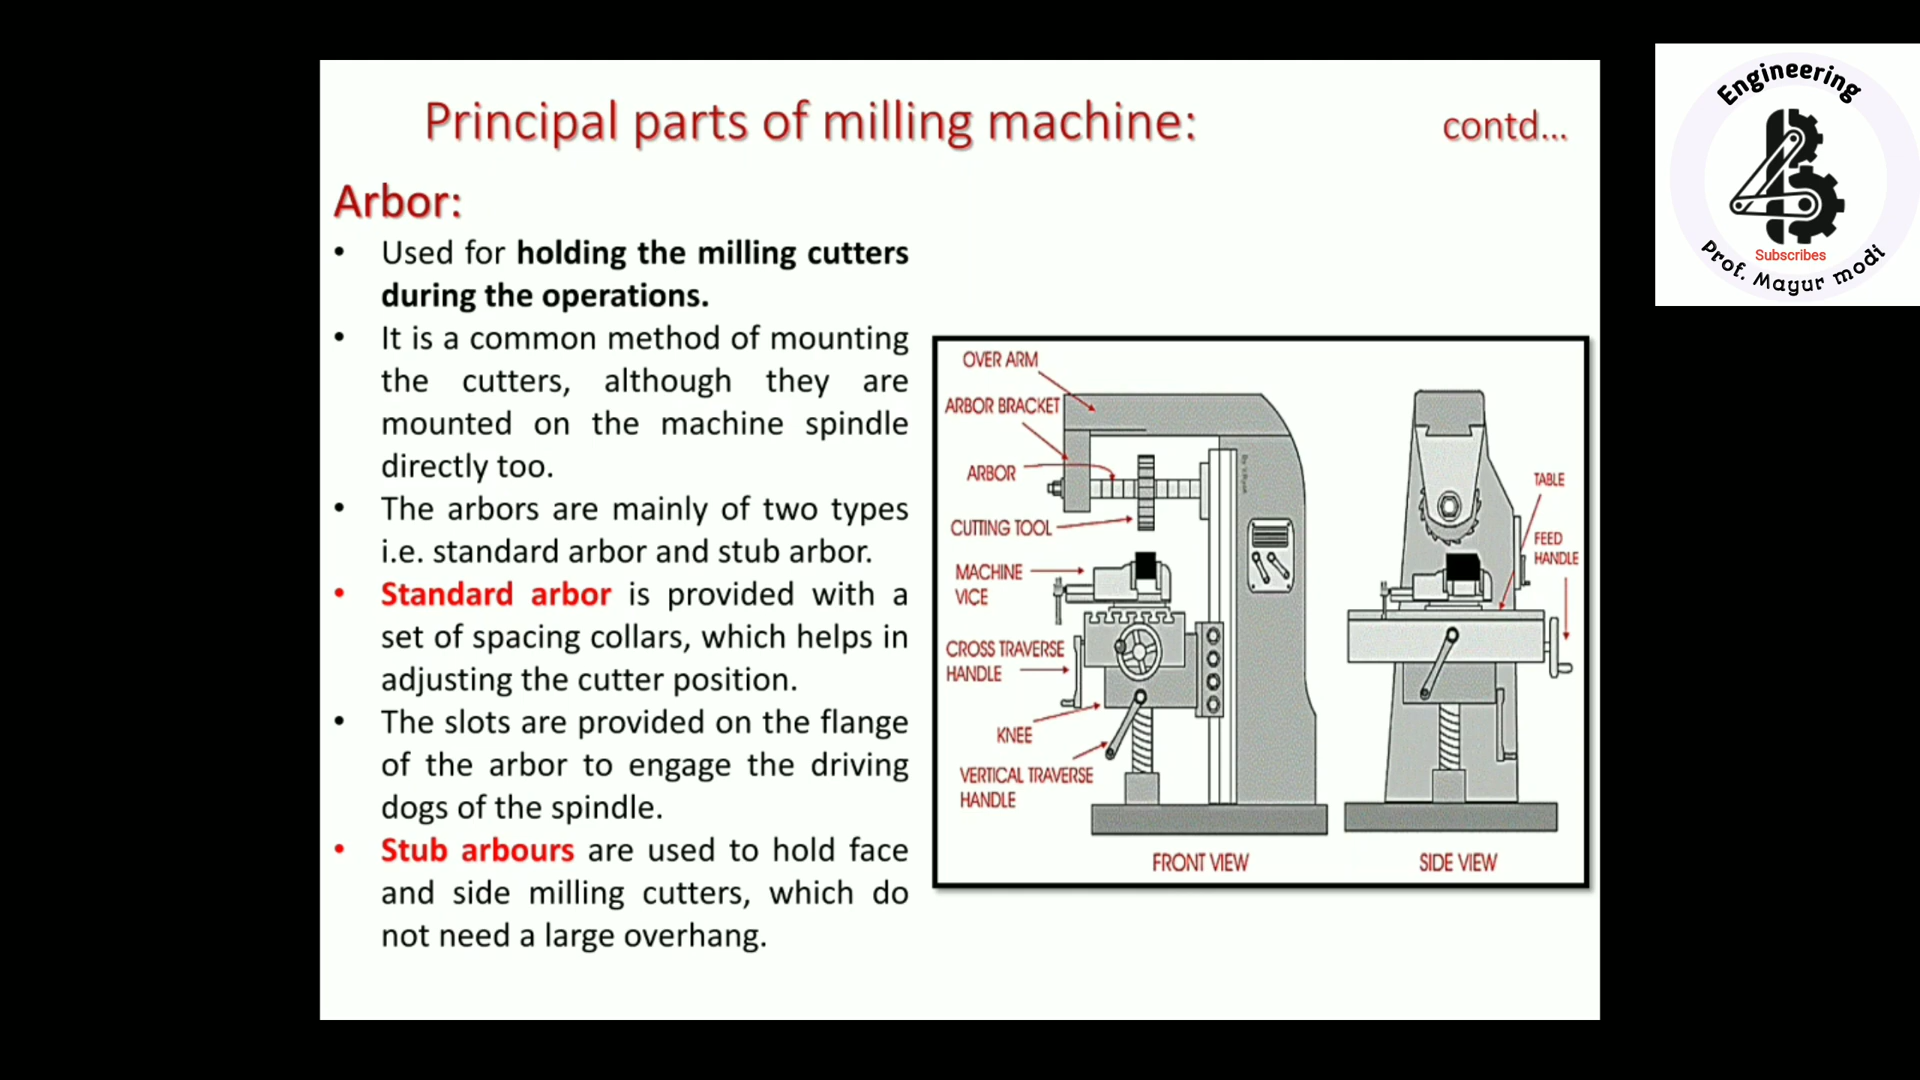 Principal parts of milling machine:
contd...
Arbor:
• Used for holding the milling cutters
during the operations.
• It is a common method of mounting
the cutters, although they are
mounted on the machine spindle
directly too.
• The arbors are mainly of two types
i.e. standard arbor and stub arbor.
• Standard arbor is provided with a
set of spacing collars, which helps in
adjusting the cutter position.
• The slots are provided on the flange
of the arbor to engage the driving
dogs of the spindle.
• Stub arbours are used to hold face
and side milling cutters, which do
not need a large overhang.
OVER ARM
ARBOR BRACKET
ARBOR
CUTTING TOOL
MACHINE
VICE
CROSS TRAVERSE
HANDLE
KNEE
VERTICAL TRAVERSE
HANDLE
FRONT VIEW
TABLE
FEED
HANDLE
SIDE VIEW
Engineering
Subscribes
Prof. Mayur modi